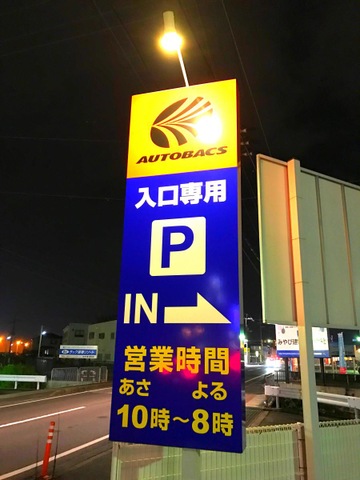 AUTOBACS
入口専用
P
IN →
営業時間
あさ よる
10時～8時